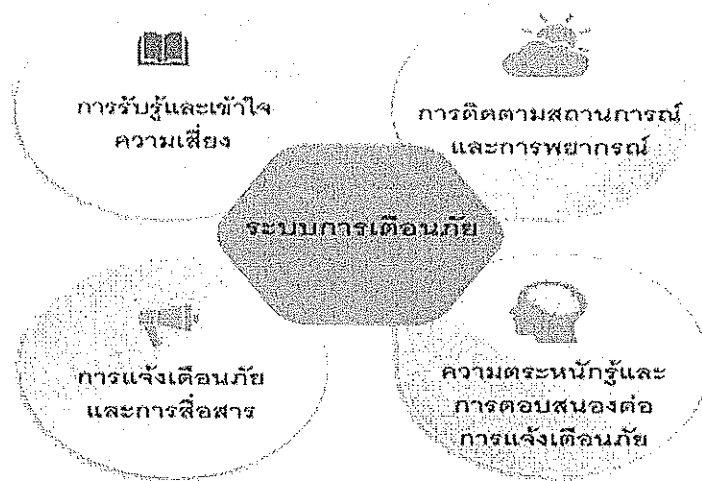 การรับรู้และเข้าใจ
ความเสี่ยง
การติดตามสถานการณ์
และการพยากรณ์
ระบบการเตือนภัย
การแจ้งเตือนภัย
และการสื่อสาร
ความตระหนักรู้และ
การตอบสนองต่อ
การแจ้งเตือนภัย